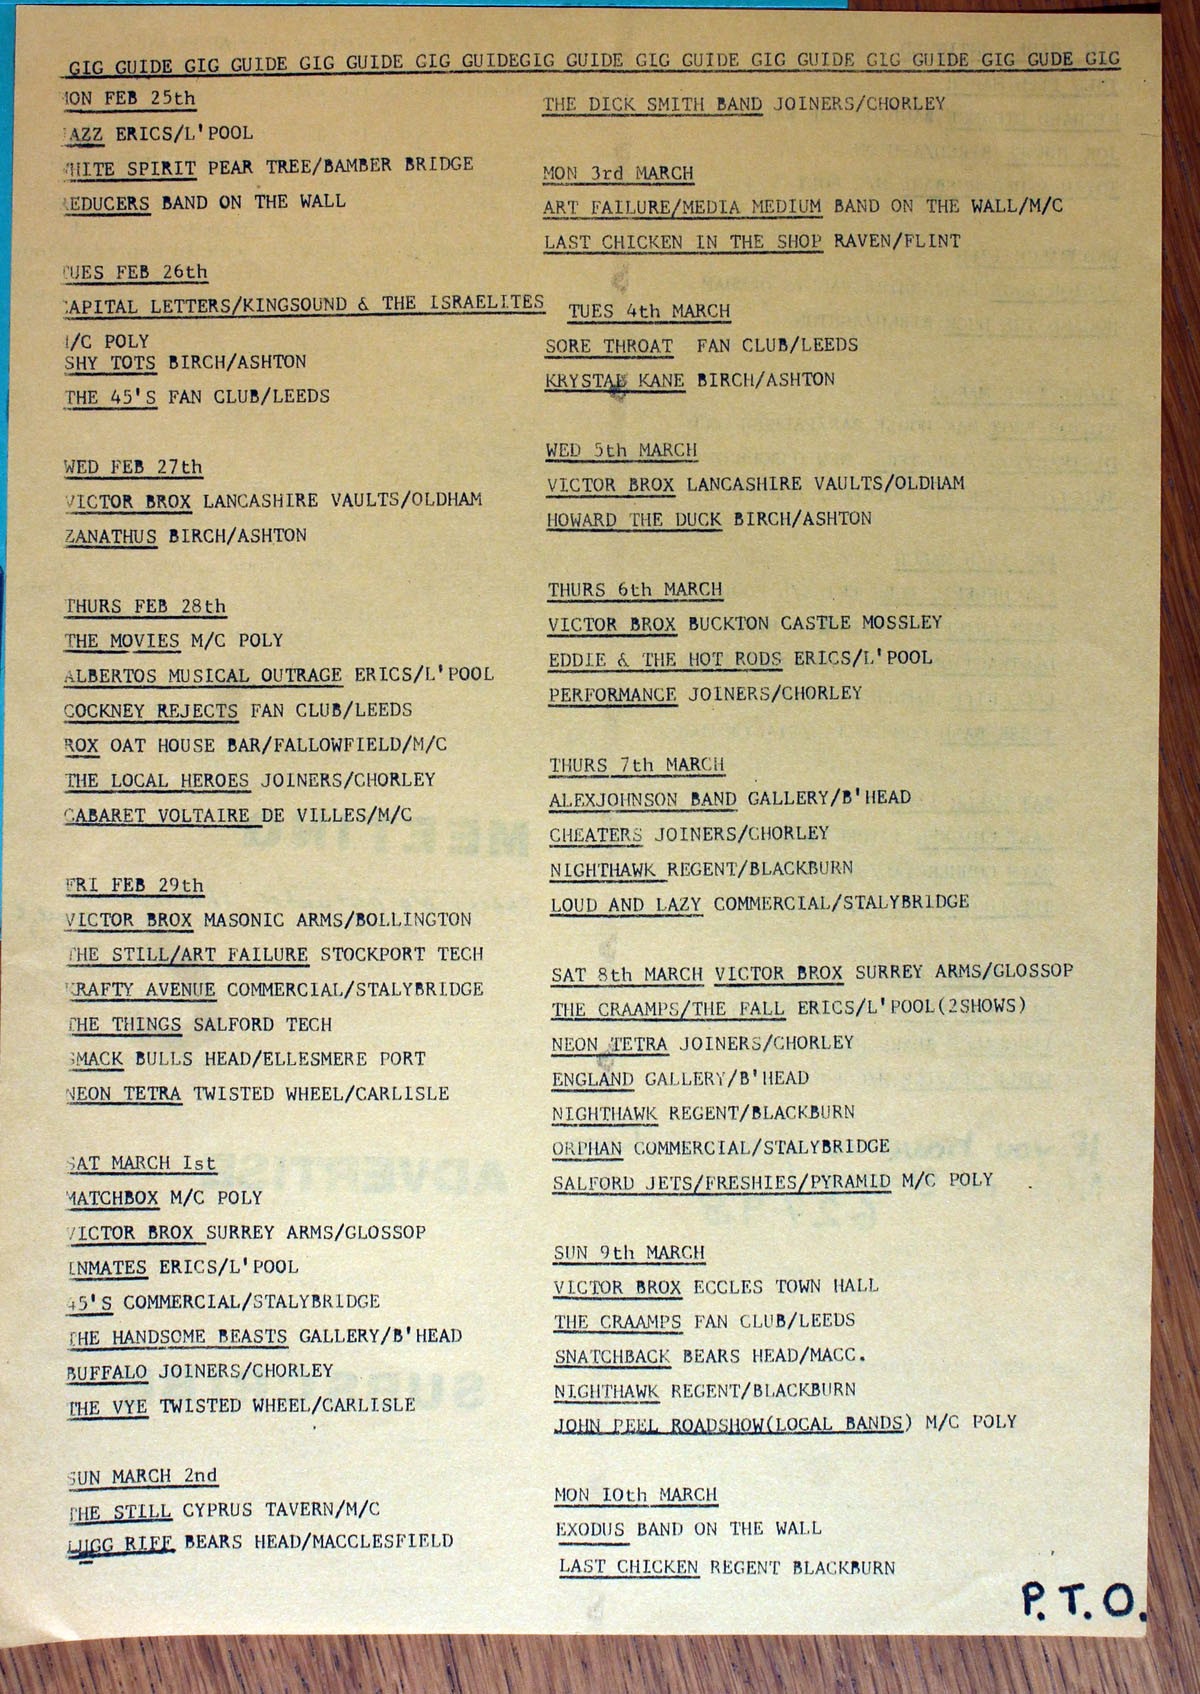 GIG GUIDE GIG GUIDE GIG GUIDE GIG GUIDEGIG GUIDE GIG GUIDE GIG GUIDE GIG GUIDE GIG GUDE GIG
MON FEB 25th
JAZZ ERICS/L'POOL
WHITE SPIRIT PEAR TREE/BAMBER BRIDGE
REDUCERS BAND ON THE WALL
TUES FEB 26th
CAPITAL LETTERS/KINGSOUND & THE ISRAELITES
M/C POLY
SHY TOTS BIRCH/ASHTON
THE 45'S FAN CLUB/LEEDS
WED FEB 27th
VICTOR BROX LANCASHIRE VAULTS/OLDHAM
ZANATHUS BIRCH/ASHTON
THURS FEB 28th
THE MOVIES M/C POLY
ALBERTOS MUSICAL OUTRAGE ERICS/L'POOL
COCKNEY REJECTS FAN CLUB/LEEDS
ROX OAT HOUSE BAR/FALLOWFIELD/M/C
THE LOCAL HEROES JOINERS/CHORLEY
CABARET VOLTAIRE DE VILLES/M/C
FRI FEB 29th
VICTOR BROX MASONIC ARMS/BOLLINGTON
THE STILL/ART FAILURE STOCKPORT TECH
KRAFTY AVENUE COMMERCIAL/STALYBRIDGE
THE THINGS SALFORD TECH
SMACK BULLS HEAD/ELLESMERE PORT
NEON TETRA TWISTED WHEEL/CARLISLE
SAT MARCH Ist
MATCHBOX M/C POLY
VICTOR BROX SURREY ARMS/GLOSSOP
INMATES ERICS/L'POOL
45'S COMMERCIAL/STALYBRIDGE
THE HANDSOME BEASTS GALLERY/B'HEAD
BUFFALO JOINERS/CHORLEY
THE VYE TWISTED WHEEL/CARLISLE
SUN MARCH 2nd
THE STILL CYPRUS TAVERN/M/C
RIFF BEARS HEAD/MACCLESFIELD
THE DICK SMITH BAND JOINERS/CHORLEY
MON 3rd MARCH
ART FAILURE/MEDIA MEDIUM BAND ON THE WALL/M/C
LAST CHICKEN IN THE SHOP RAVEN/FLINT
TUES 4th MARCH
SORE THROAT FAN CLUB/LEEDS
KRYSTAL KANE BIRCH/ASHTON
WED 5th MARCH
VICTOR BROX LANCASHIRE VAULTS/OLDHAM
HOWARD THE DUCK BIRCH/ASHTON
THURS 6th MARCH
VICTOR BROX BUCKTON CASTLE MOSSLEY
EDDIE & THE HOT RODS ERICS/L'POOL
PERFORMANCE JOINERS/CHORLEY
THURS 7th MARCH
ALEXJOHNSON BAND GALLERY/B'HEAD
CHEATERS JOINERS/CHORLEY
NIGHTHAWK REGENT/BLACKBURN
LOUD AND LAZY COMMERCIAL/STALYBRIDGE
SAT 8th MARCH VICTOR BROX SURREY ARMS/GLOSSOP
THE CRAAMPS/THE FALL ERICS/L'POOL(2SHOWS)
NEON TETRA JOINERS/CHORLEY
ENGLAND GALLERY/B'HEAD
NIGHTHAWK REGENT/BLACKBURN
ORPHAN COMMERCIAL/STALYBRIDGE
SALFORD JETS/FRESHIES/PYRAMID M/C POLY
SUN 9th MARCH
VICTOR BROX ECCLES TOWN HALL
THE CRAAMPS FAN CLUB/LEEDS
SNATCHBACK BEARS HEAD/MACC.
NIGHTHAWK REGENT/BLACKBURN
JOHN PEEL ROADSHOW(LOCAL BANDS) M/C POLY
MON IOth MARCH
EXODUS BAND ON THE WALL
LAST CHICKEN REGENT BLACKBURN
P.T.O.